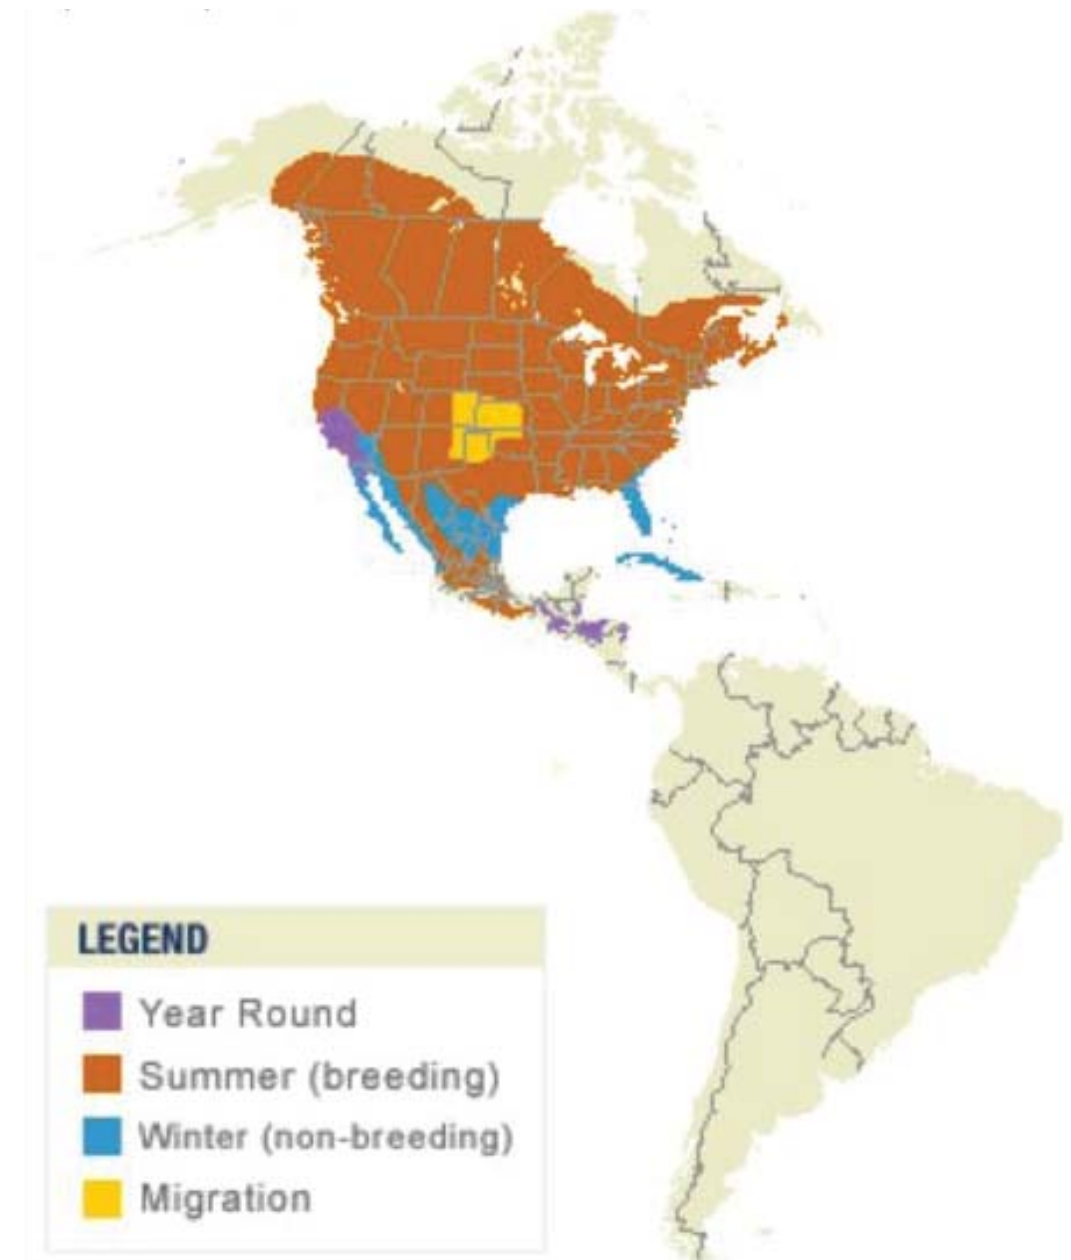 LEGEND
Year Round
Summer (breeding)
Winter (non-breeding)
Migration